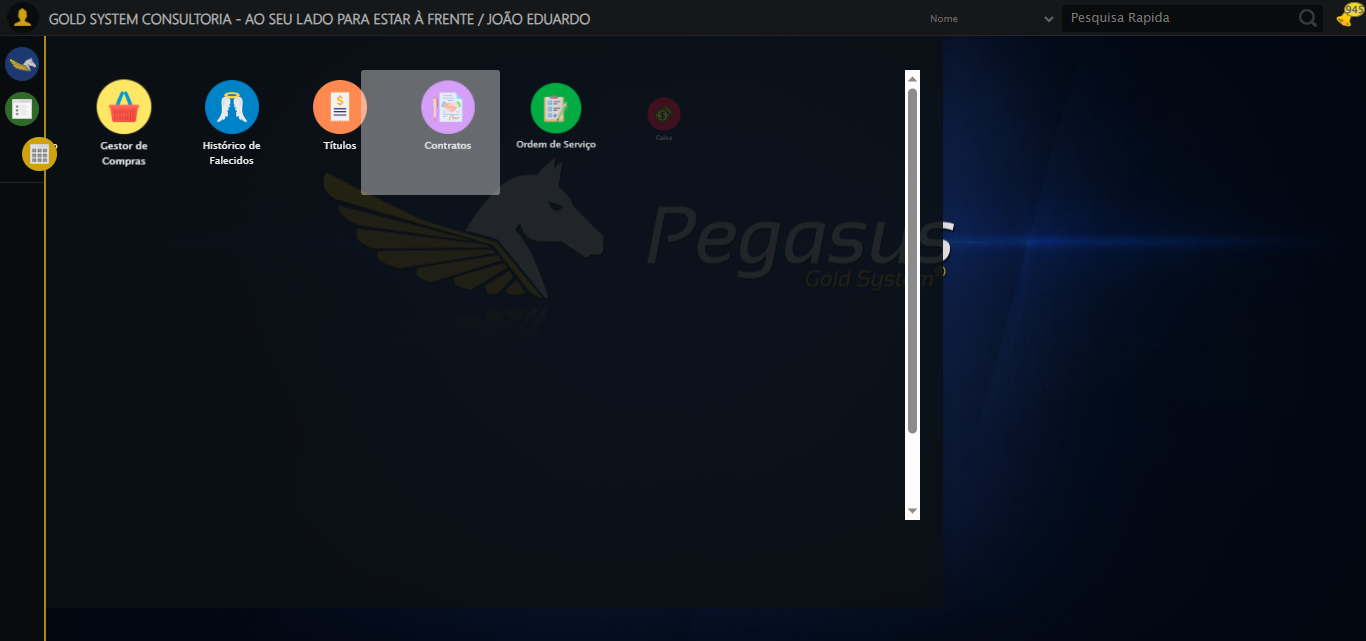 GOLD SYSTEM CONSULTORIA - AO SEU LADO PARA ESTAR À FRENTE / JOÃO EDUARDO
Nome
Pesquisa Rapida
945
Gestor de
Compras
Histórico de
Falecidos
Títulos
Contratos
Ordem de Serviço
Caixa
Pegasus
Gold System®